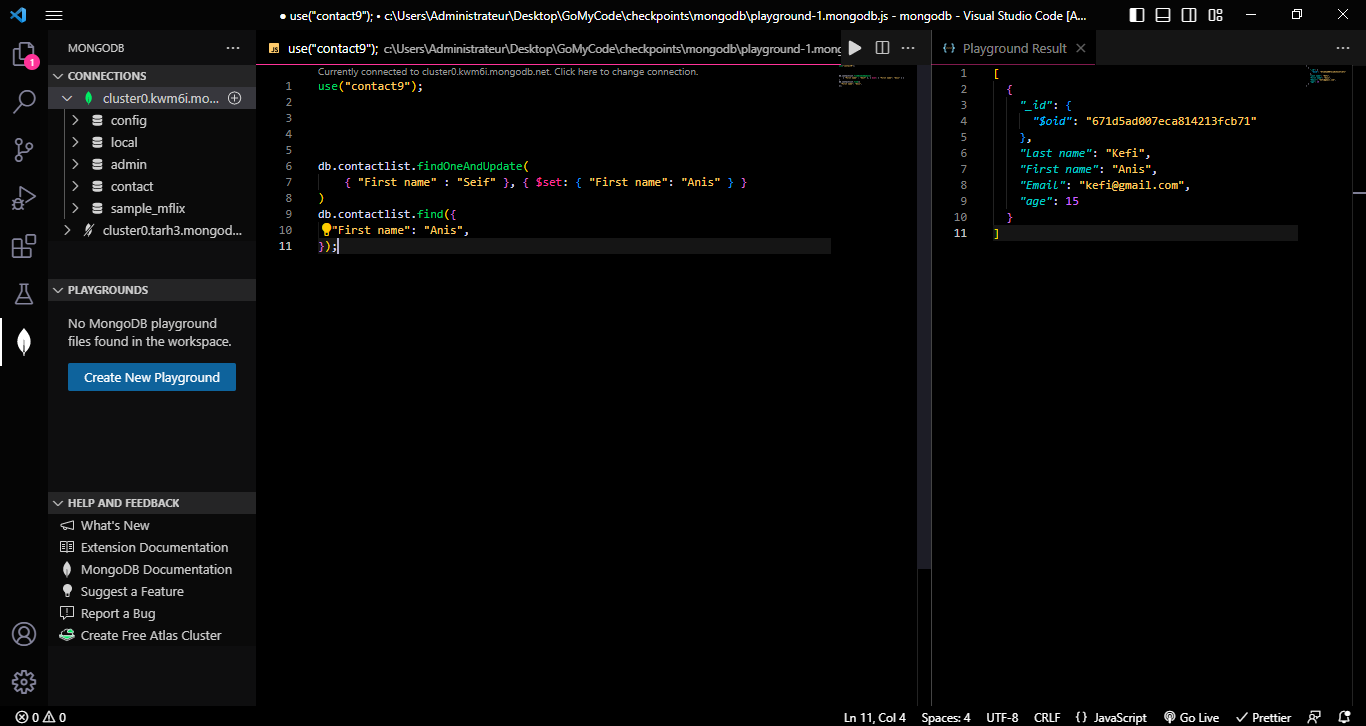 ● use("contact9"); • c:\Users\Administrateur\Desktop\GoMyCode\checkpoints\mongodb\playground-1.mongodb.js - mongodb - Visual Studio Code [A...
1
MONGODB
CONNECTIONS
cluster0.kwm6i.mo...
config
local
admin
contact
sample_mflix
cluster0.tarh3.mongod...
PLAYGROUNDS
No MongoDB playground
files found in the workspace.
Create New Playground
HELP AND FEEDBACK
What's New
Extension Documentation
MongoDB Documentation
Suggest a Feature
Report a Bug
Create Free Atlas Cluster
JS use("contact9"); c:\Users\Administrateur\Desktop\GoMyCode\checkpoints\mongodb\playground-1.mong
Currently connected to cluster0.kwm6i.mongodb.net. Click here to change connection.
1 use("contact9");
2
3
4
5
6 db.contactlist.findOneAndUpdate(
7 { "First name" : "Seif" }, { $set: { "First name": "Anis" } }
8 )
9 db.contactlist.find({
10 "First name": "Anis",
11 });
Playground Result
1 [
2 {
3 "_id": {
4 "$oid": "671d5ad007eca814213fcb71"
5 },
6 "Last name": "Kefi",
7 "First name": "Anis",
8 "Email": "kefi@gmail.com",
9 "age": 15
10 }
11 ]
0 0
Ln 11, Col 4 Spaces: 4 UTF-8 CRLF {} JavaScript Go Live Prettier